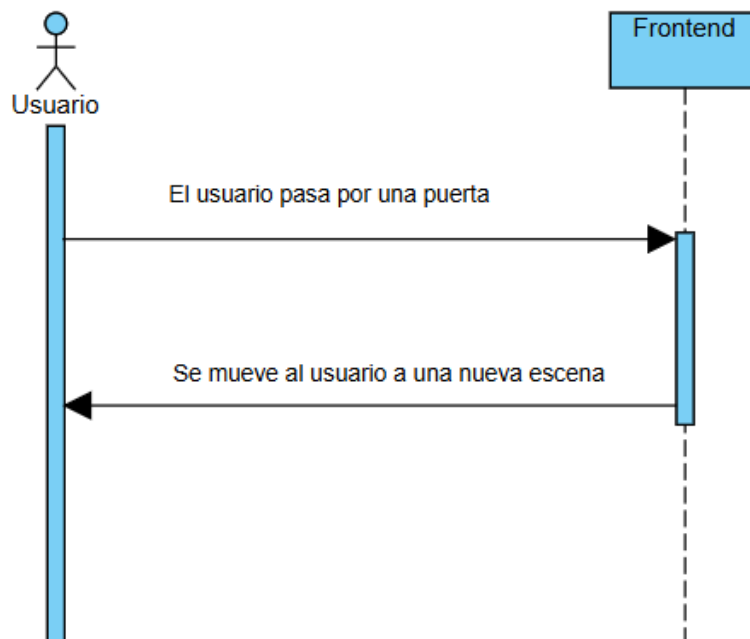 Frontend
Usuario
El usuario pasa por una puerta
Se mueve al usuario a una nueva escena